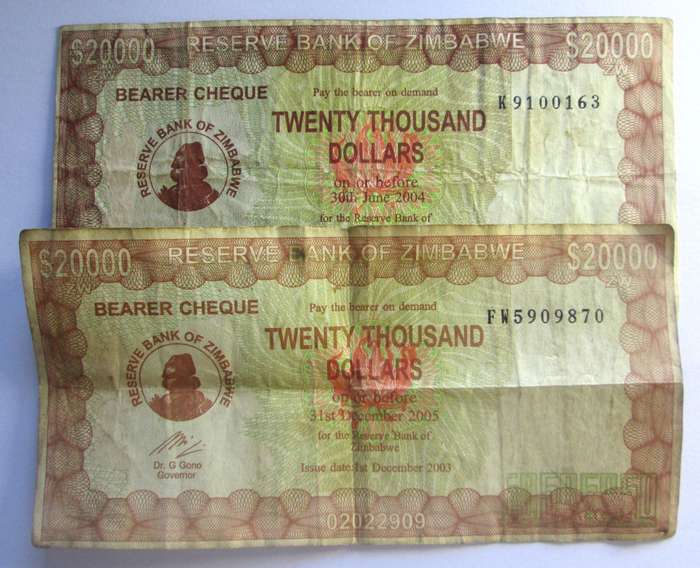 $20000 RESERVE BANK OF ZIMBABWE $20000
BEARER CHEQUE
Pay the bearer on demand
K9100163
TWENTY THOUSAND
DOLLARS
on or before
30th June 2004
for the Reserve Bank of
RESERVE BANK OF ZIMBABWE
$20000 RESERVE BANK OF ZIMBABWE $20000
BEARER CHEQUE
Pay the bearer on demand
FW5909870
TWENTY THOUSAND
DOLLARS
on or before
31st December 2005
for the Reserve Bank of
Zimbabwe
Issue date:1st December 2003
RESERVE BANK OF ZIMBABWE
Dr. G Gono
Governor
02022909